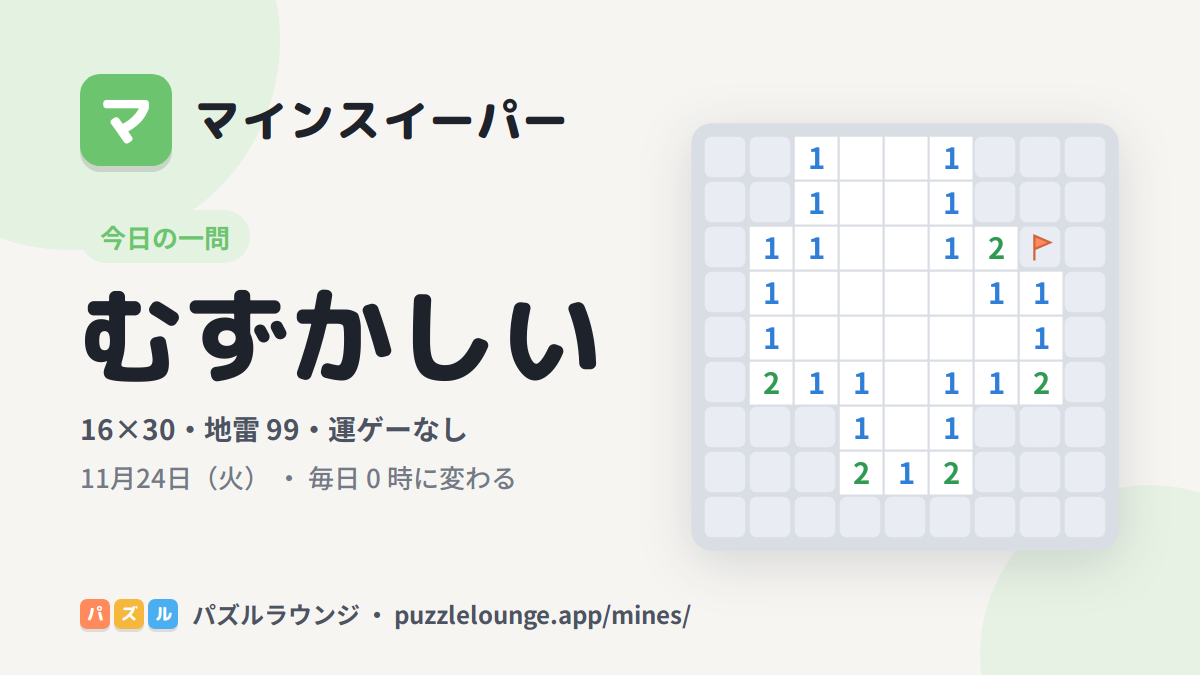 マ マインスイーパー
今日の一問
むずかしい
16×30・地雷 99・運ゲーなし
11月24日（火） ・ 毎日 0 時に変わる
パズル パズルラウンジ ・ puzzlelounge.app/mines/
1 1
1 1
1 1 1 2
1 1 1
1 1
2 1 1 1 1 2
1 1
2 1 2